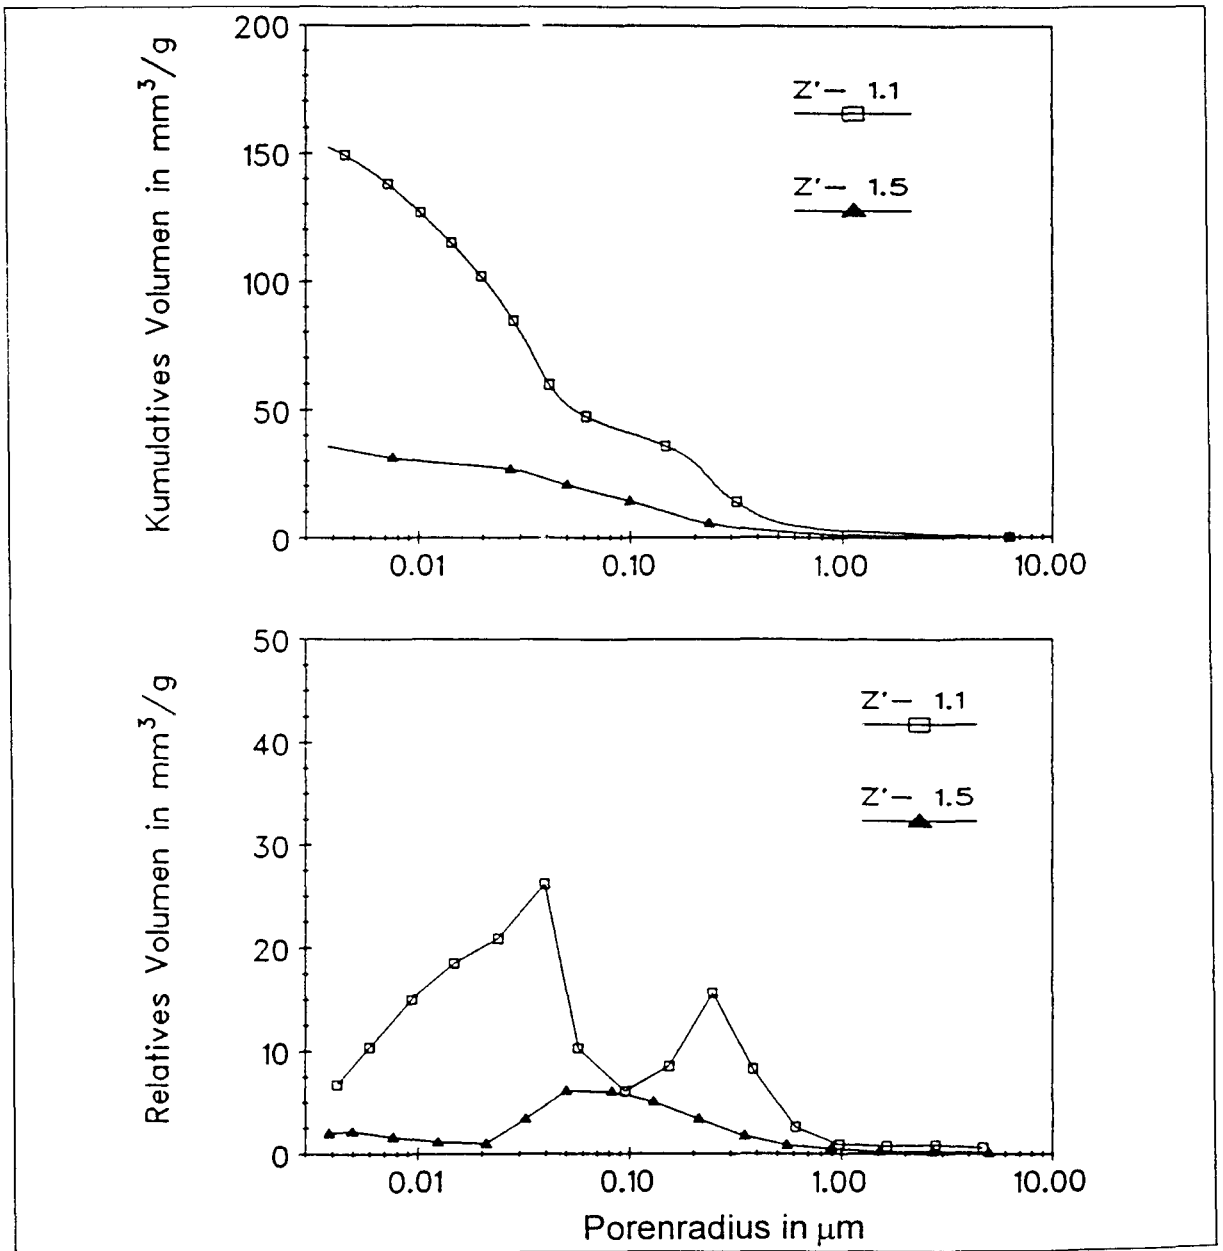 Kumulatives Volumen in mm³/g
200
150
100
50
0
Z'– 1.1
Z'– 1.5
0.01 0.10 1.00 10.00
Relatives Volumen in mm³/g
50
40
30
20
10
0
Z'– 1.1
Z'– 1.5
0.01 0.10 1.00 10.00
Porenradius in μm